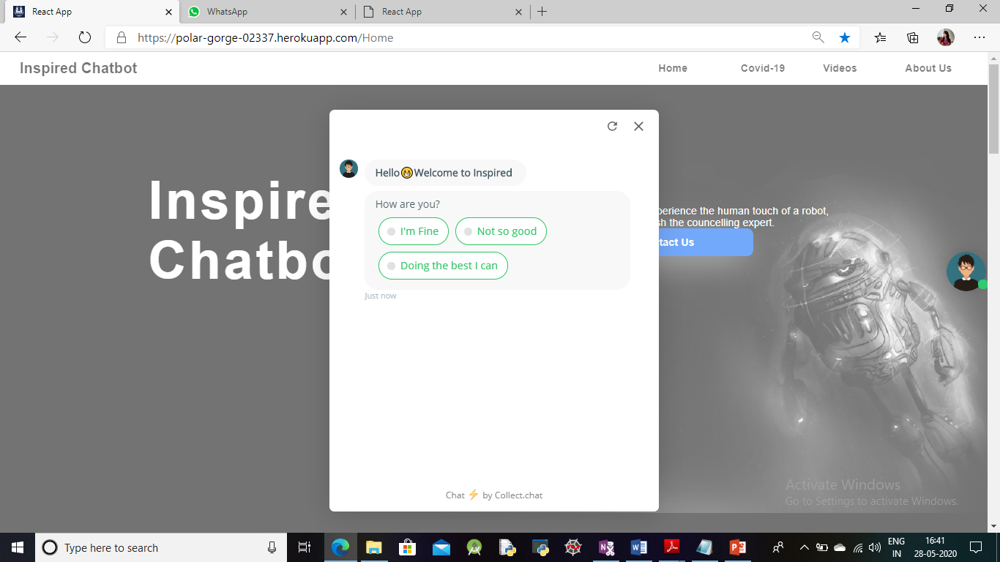 React App
WhatsApp
React App
https://polar-gorge-02337.herokuapp.com/Home
Inspired Chatbot
Home
Covid-19
Videos
About Us
Inspire
Chatbo
Hello😀Welcome to Inspired
How are you?
I'm Fine
Not so good
Doing the best I can
Just now
Chat ⚡ by Collect.chat
perience the human touch of a robot,
sh the councelling expert.
tact Us
Activate Windows
Go to Settings to activate Windows.
Type here to search
ENG
IN
16:41
28-05-2020